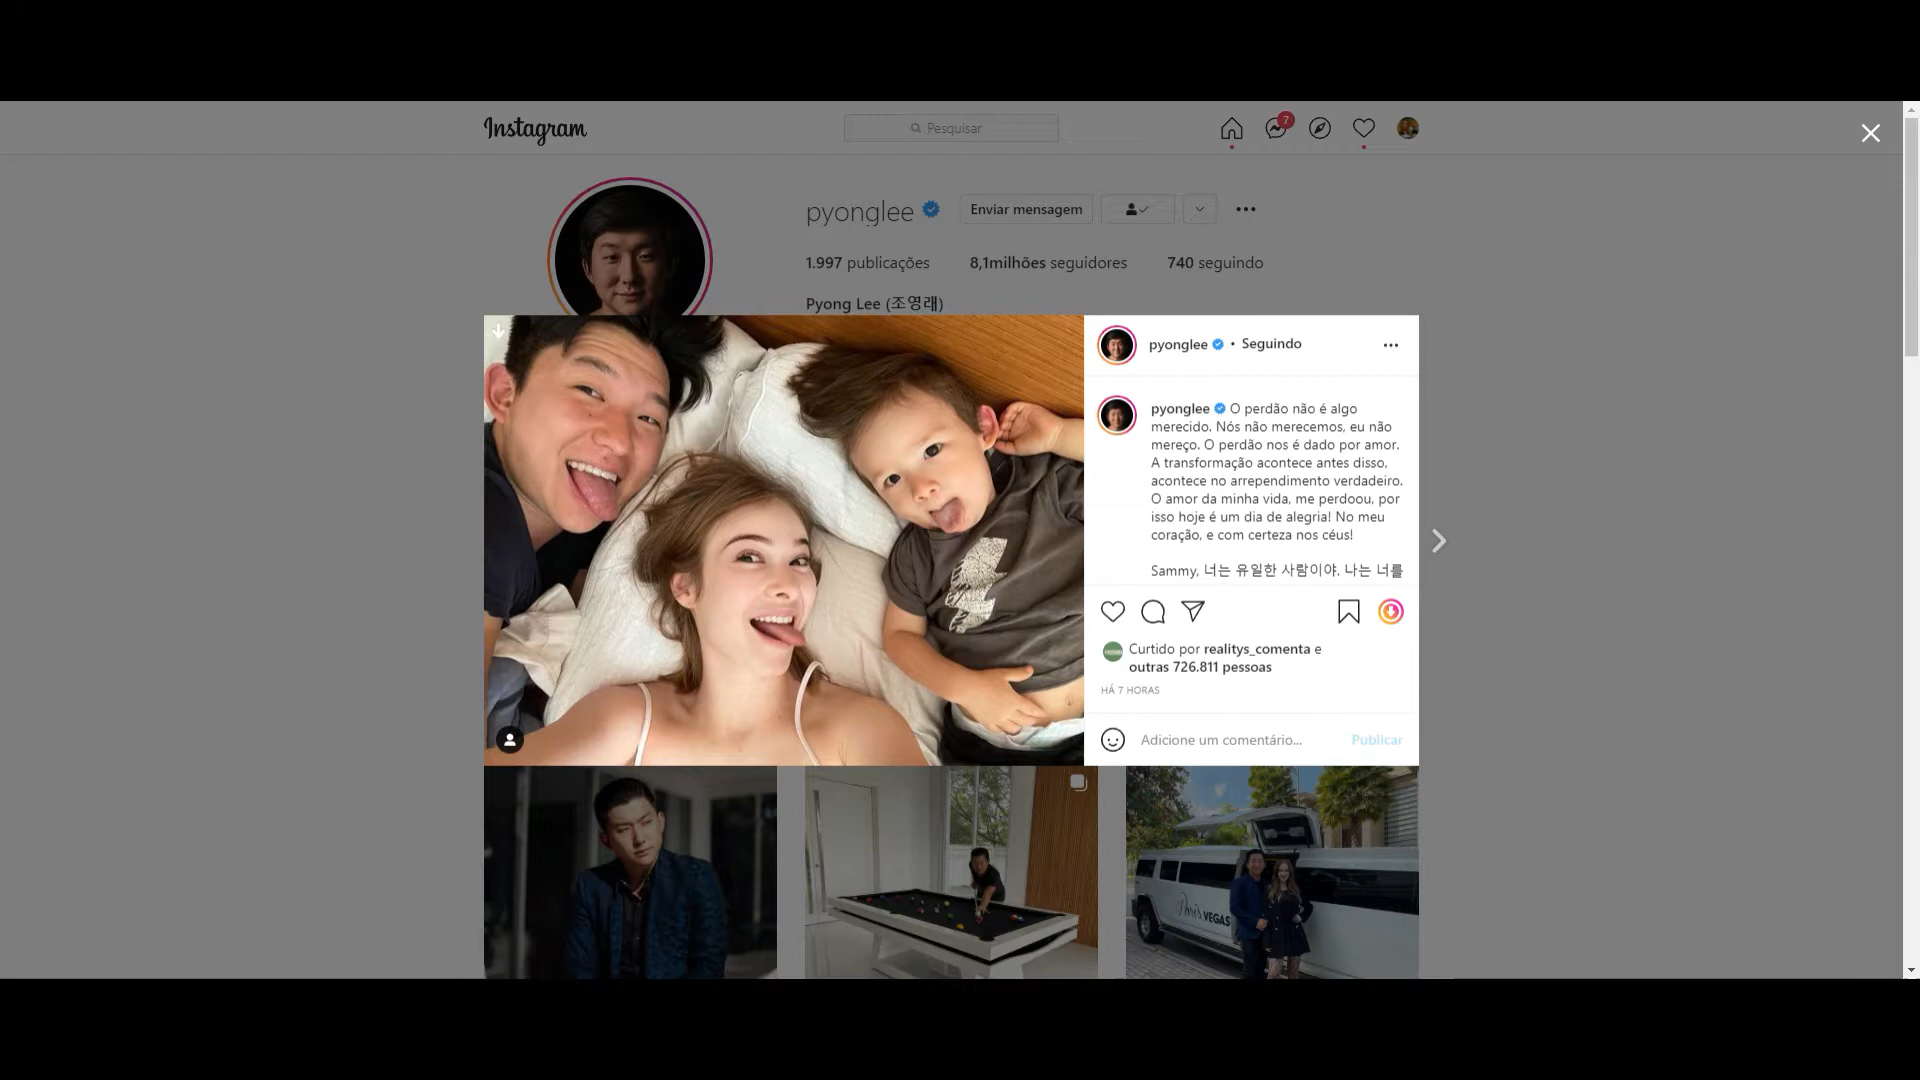 Instagram
Pesquisar
7
pyonglee
Enviar mensagem
1.997 publicações
8,1milhões seguidores
740 seguindo
Pyong Lee (조영래)
pyonglee • Seguindo
pyonglee O perdão não é algo
merecido. Nós não merecemos, eu não
mereço. O perdão nos é dado por amor.
A transformação acontece antes disso,
acontece no arrependimento verdadeiro.
O amor da minha vida, me perdoou, por
isso hoje é um dia de alegria! No meu
coração, e com certeza nos céus!
Sammy, 너는 유일한 사람이야. 나는 너를
Curtido por realitys_comenta e
outras 726.811 pessoas
HÁ 7 HORAS
Adicione um comentário...
Publicar
Paris VEGAS